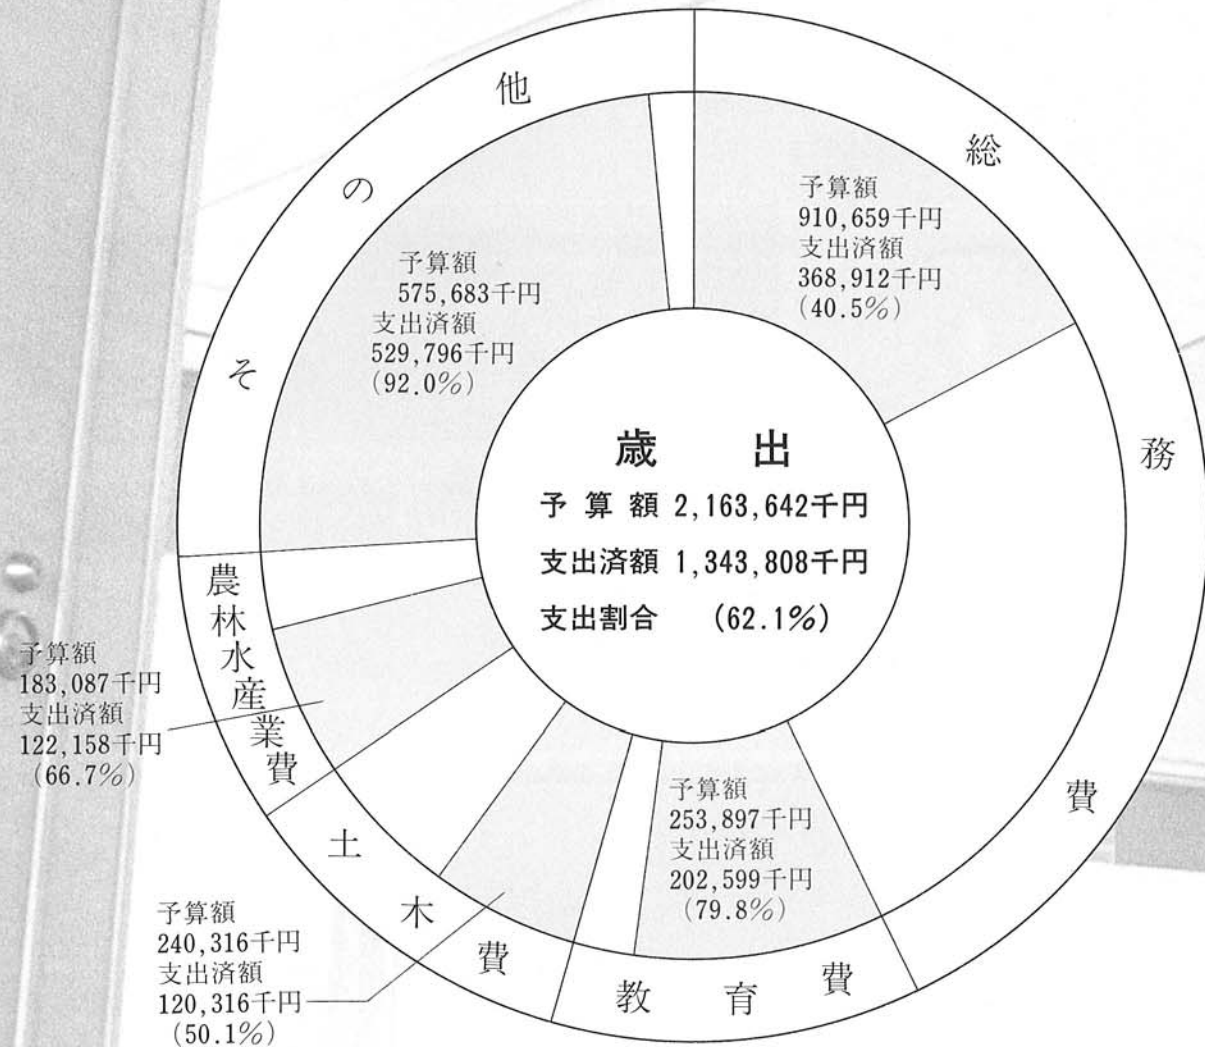 歳出
予算額 2,163,642千円
支出済額 1,343,808千円
支出割合 (62.1%)
総務費
予算額
910,659千円
支出済額
368,912千円
(40.5%)
教育費
予算額
253,897千円
支出済額
202,599千円
(79.8%)
土木費
予算額
240,316千円
支出済額
120,316千円
(50.1%)
農林水産業費
予算額
183,087千円
支出済額
122,158千円
(66.7%)
その他
予算額
575,683千円
支出済額
529,796千円
(92.0%)